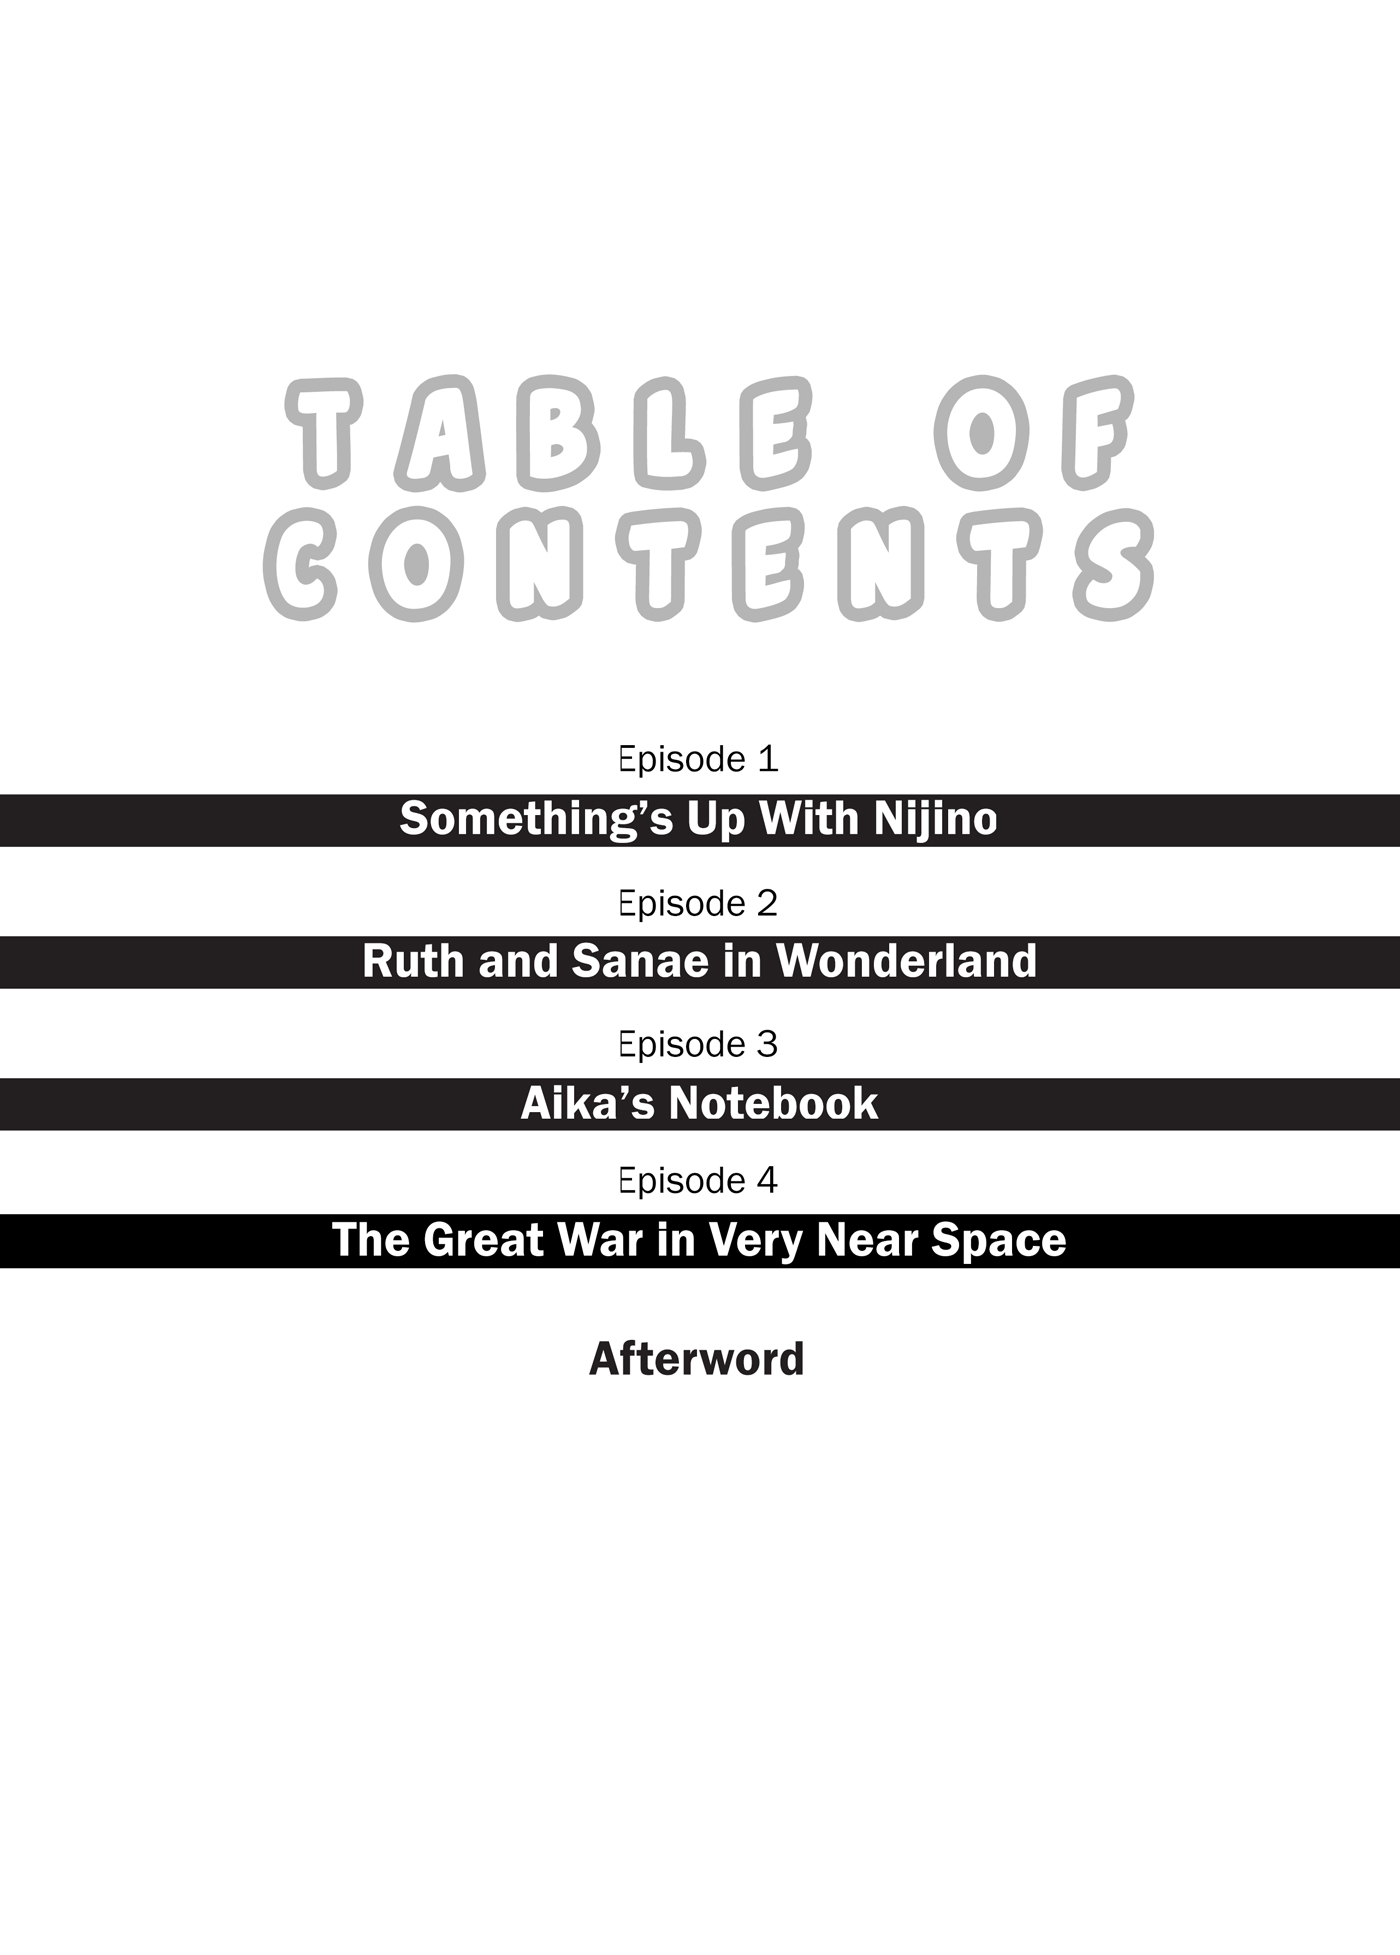 TABLE OF
CONTENTS
Episode 1
Something’s Up With Nijino
Episode 2
Ruth and Sanae in Wonderland
Episode 3
Aika’s Notebook
Episode 4
The Great War in Very Near Space
Afterword